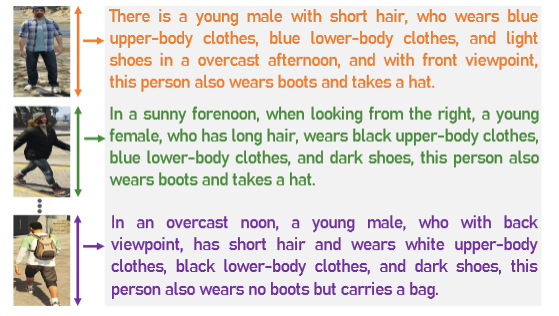 There is a young male with short hair, who wears blue
upper-body clothes, blue lower-body clothes, and light
shoes in a overcast afternoon, and with front viewpoint,
this person also wears boots and takes a hat.
In a sunny forenoon, when looking from the right, a young
female, who has long hair, wears black upper-body clothes,
blue lower-body clothes, and dark shoes, this person also
wears boots and takes a hat.
In an overcast noon, a young male, who with back
viewpoint, has short hair and wears white upper-body
clothes, black lower-body clothes, and dark shoes, this
person also wears no boots but carries a bag.